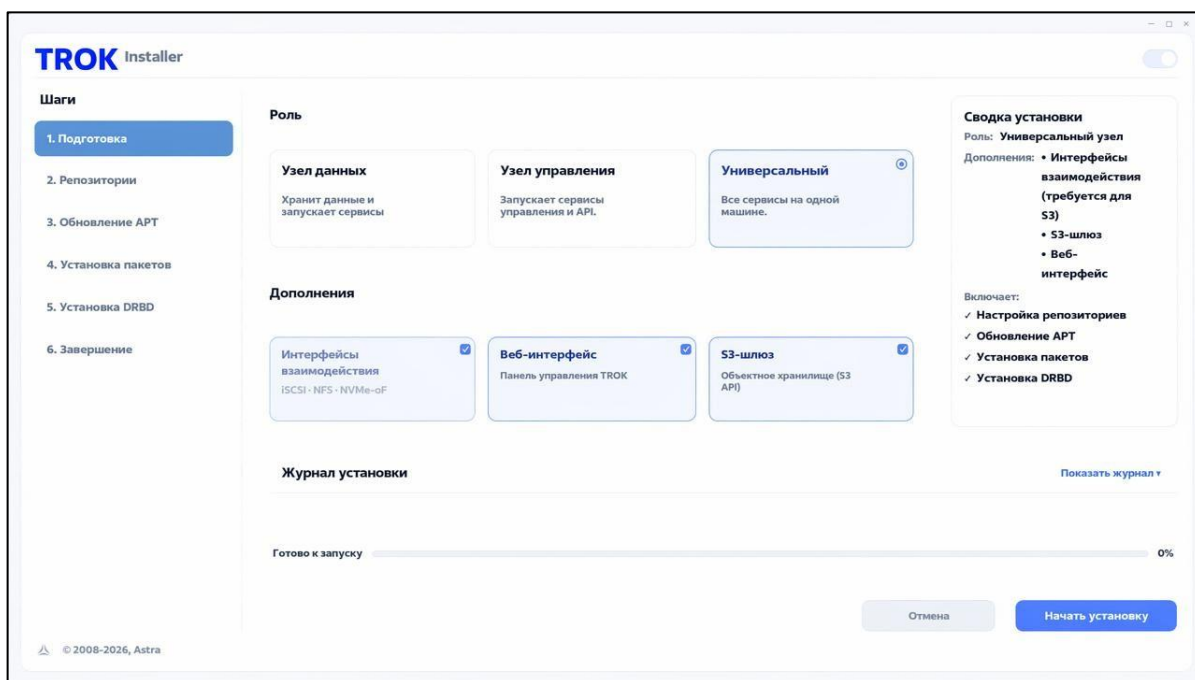 TROK Installer
Шаги
1. Подготовка
2. Репозитории
3. Обновление APT
4. Установка пакетов
5. Установка DRBD
6. Завершение
Роль
Узел данных
Хранит данные и
запускает сервисы
Узел управления
Запускает сервисы
управления и API.
Универсальный
Все сервисы на одной
машине.
Дополнения
Интерфейсы
взаимодействия
iSCSI · NFS · NVMe-oF
Веб-интерфейс
Панель управления TROK
S3-шлюз
Объектное хранилище (S3
API)
Сводка установки
Роль: Универсальный узел
Дополнения: • Интерфейсы
взаимодействия
(требуется для
S3)
• S3-шлюз
• Веб-
интерфейс
Включает:
✓ Настройка репозиториев
✓ Обновление APT
✓ Установка пакетов
✓ Установка DRBD
Журнал установки
Показать журнал ▾
Готово к запуску
0%
Отмена
Начать установку
© 2008-2026, Astra